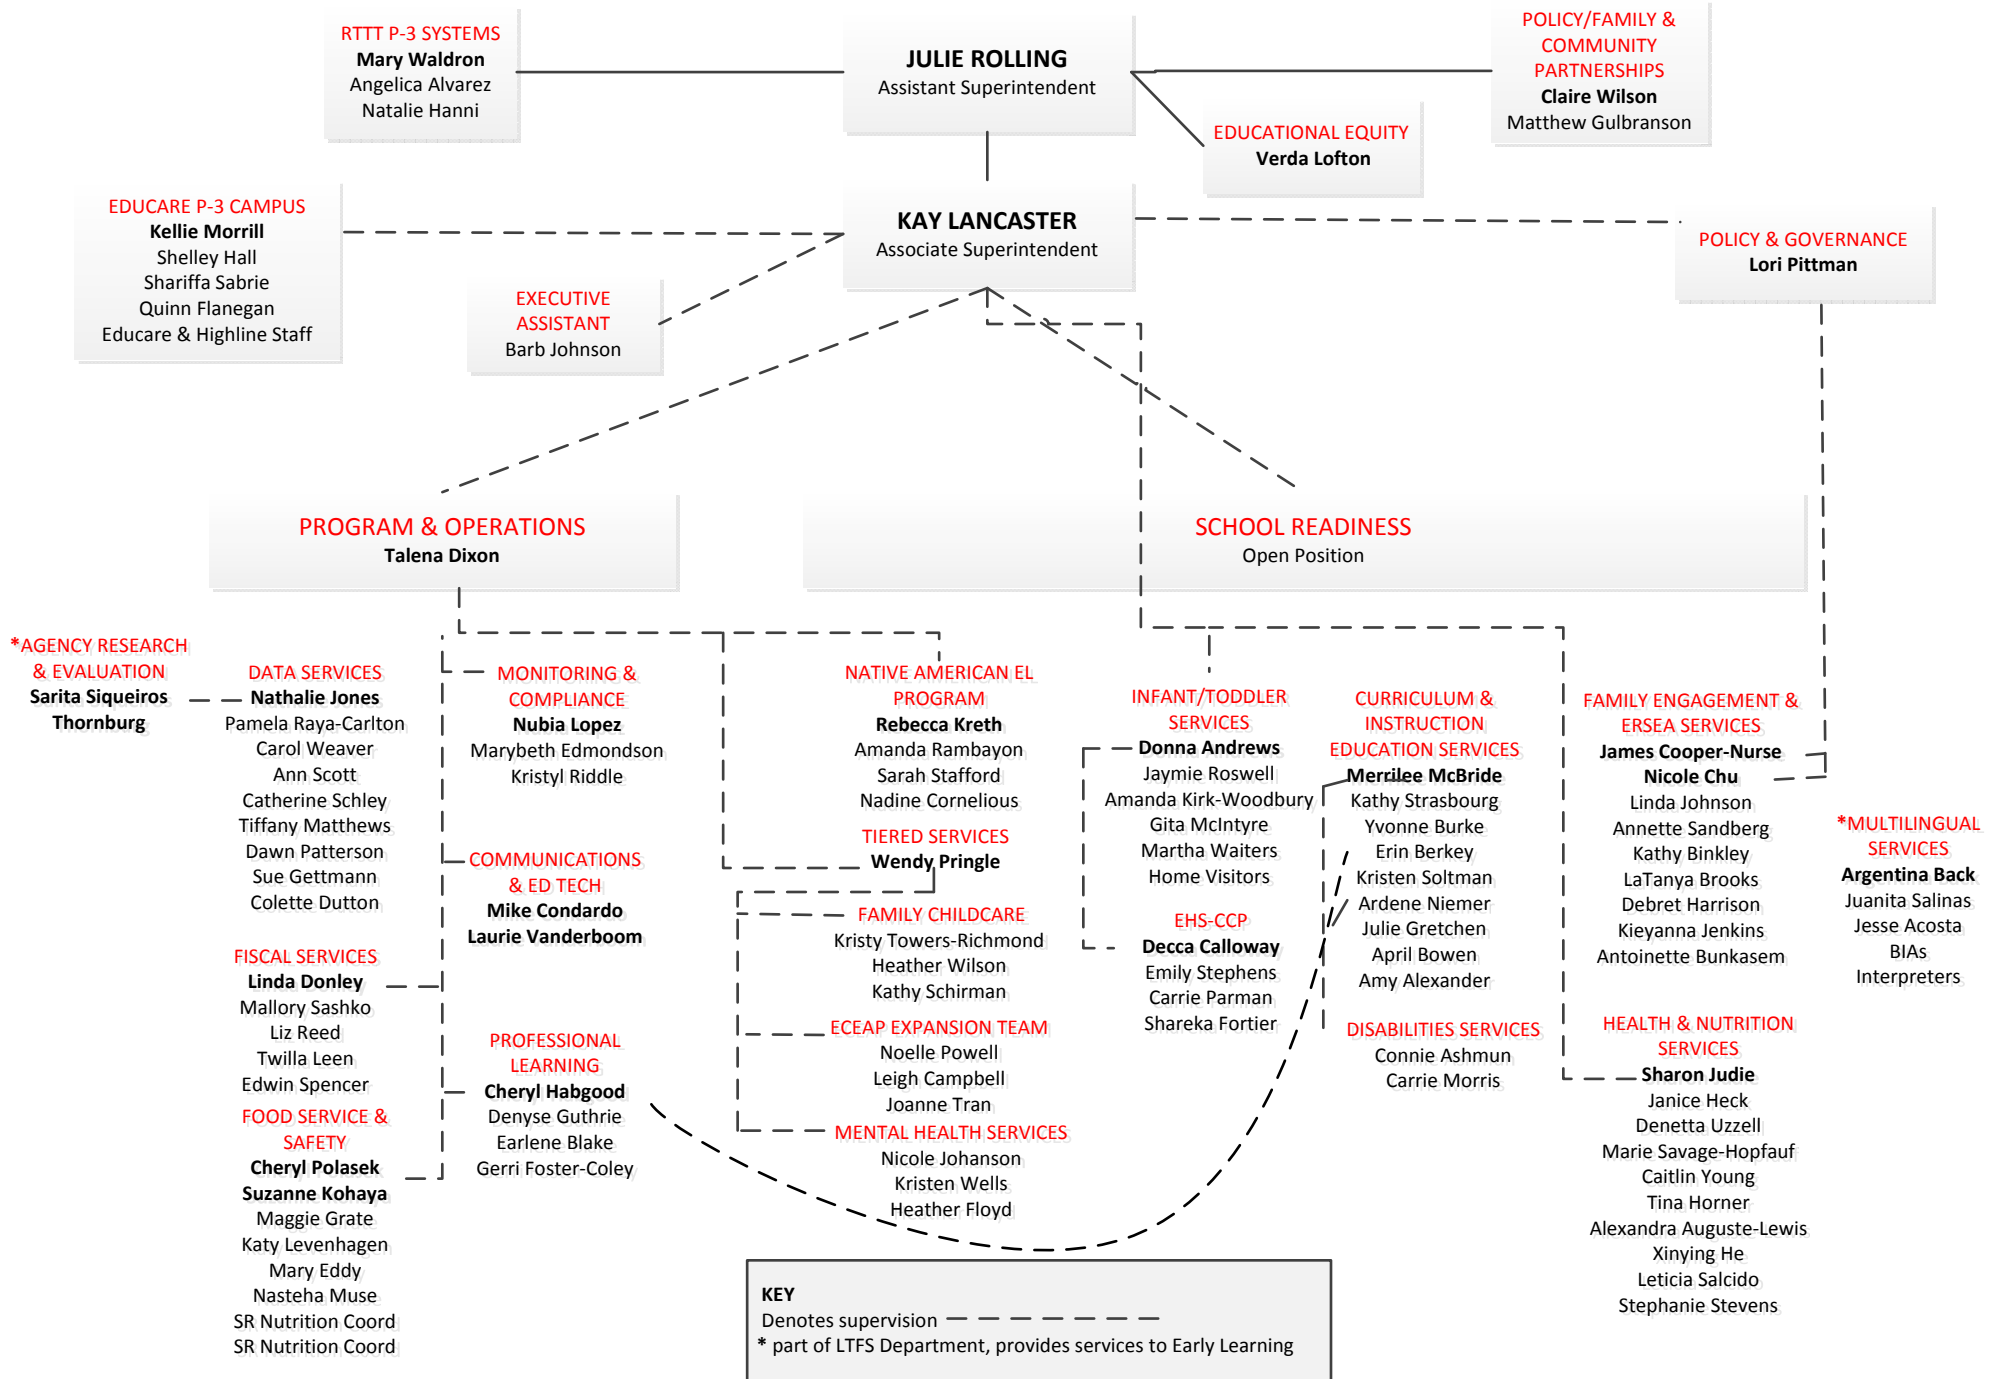 RTTT P-3 SYSTEMS
Mary Waldron
Angelica Alvarez
Natalie Hanni
JULIE ROLLING
Assistant Superintendent
POLICY/FAMILY &
COMMUNITY
PARTNERSHIPS
Claire Wilson
Matthew Gulbranson
EDUCATIONAL EQUITY
Verda Lofton
EDUCARE P-3 CAMPUS
Kellie Morrill
Shelley Hall
Shariffa Sabrie
Quinn Flanegan
Educare & Highline Staff
KAY LANCASTER
Associate Superintendent
POLICY & GOVERNANCE
Lori Pittman
EXECUTIVE
ASSISTANT
Barb Johnson
PROGRAM & OPERATIONS
Talena Dixon
SCHOOL READINESS
Open Position
*AGENCY RESEARCH
& EVALUATION
Sarita Siqueiros
Thornburg
DATA SERVICES
Nathalie Jones
Pamela Raya-Carlton
Carol Weaver
Ann Scott
Catherine Schley
Tiffany Matthews
Dawn Patterson
Sue Gettmann
Colette Dutton
FISCAL SERVICES
Linda Donley
Mallory Sashko
Liz Reed
Twilla Leen
Edwin Spencer
FOOD SERVICE &
SAFETY
Cheryl Polasek
Suzanne Kohaya
Maggie Grate
Katy Levenhagen
Mary Eddy
Nasteha Muse
SR Nutrition Coord
SR Nutrition Coord
MONITORING &
COMPLIANCE
Nubia Lopez
Marybeth Edmondson
Kristyl Riddle
COMMUNICATIONS
& ED TECH
Mike Condardo
Laurie Vanderboom
PROFESSIONAL
LEARNING
Cheryl Habgood
Denyse Guthrie
Earlene Blake
Gerri Foster-Coley
NATIVE AMERICAN EL
PROGRAM
Rebecca Kreth
Amanda Rambayon
Sarah Stafford
Nadine Cornelious
TIERED SERVICES
Wendy Pringle
FAMILY CHILDCARE
Kristy Towers-Richmond
Heather Wilson
Kathy Schirman
ECEAP EXPANSION TEAM
Noelle Powell
Leigh Campbell
Joanne Tran
MENTAL HEALTH SERVICES
Nicole Johanson
Kristen Wells
Heather Floyd
INFANT/TODDLER
SERVICES
Donna Andrews
Jaymie Roswell
Amanda Kirk-Woodbury
Gita McIntyre
Martha Waiters
Home Visitors
EHS-CCP
Decca Calloway
Emily Stephens
Carrie Parman
Shareka Fortier
CURRICULUM &
INSTRUCTION
EDUCATION SERVICES
Merrilee McBride
Kathy Strasbourg
Yvonne Burke
Erin Berkey
Kristen Soltman
Ardene Niemer
Julie Gretchen
April Bowen
Amy Alexander
DISABILITIES SERVICES
Connie Ashmun
Carrie Morris
FAMILY ENGAGEMENT &
ERSEA SERVICES
James Cooper-Nurse
Nicole Chu
Linda Johnson
Annette Sandberg
Kathy Binkley
LaTanya Brooks
Debret Harrison
Kieyanna Jenkins
Antoinette Bunkasem
HEALTH & NUTRITION
SERVICES
Sharon Judie
Janice Heck
Denetta Uzzell
Marie Savage-Hopfauf
Caitlin Young
Tina Horner
Alexandra Auguste-Lewis
Xinying He
Leticia Salcido
Stephanie Stevens
*MULTILINGUAL
SERVICES
Argentina Back
Juanita Salinas
Jesse Acosta
BIAs
Interpreters
KEY
Denotes supervision
* part of LTFS Department, provides services to Early Learning